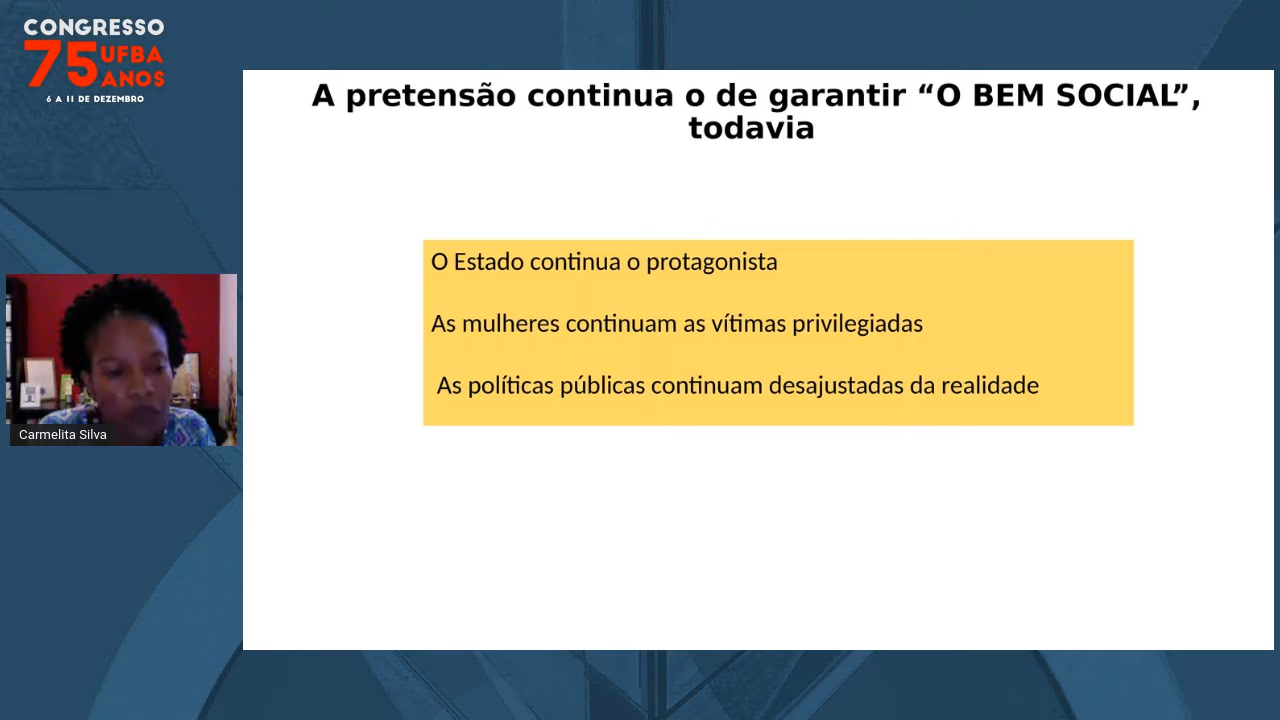 CONGRESSO
75 UFBA
ANOS
6 A 11 DE DEZEMBRO
A pretensão continua o de garantir “O BEM SOCIAL”,
todavia
O Estado continua o protagonista
As mulheres continuam as vítimas privilegiadas
As políticas públicas continuam desajustadas da realidade
Carmelita Silva